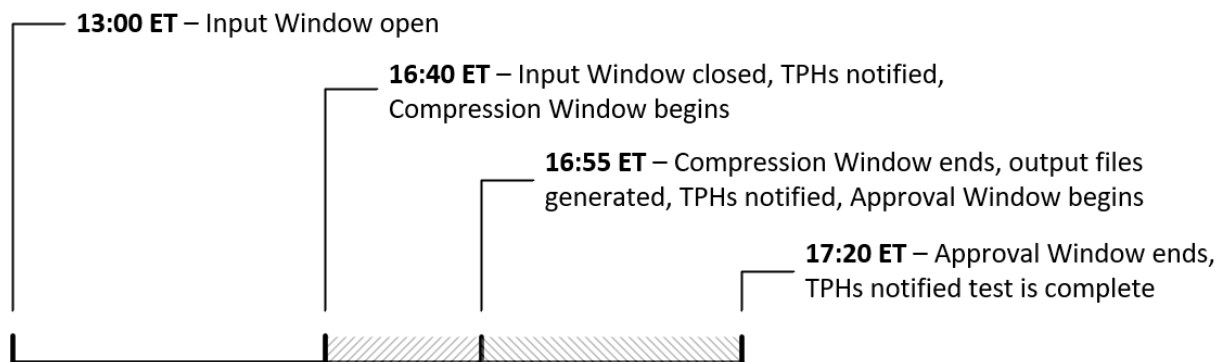 13:00 ET – Input Window open
16:40 ET – Input Window closed, TPHs notified,
Compression Window begins
16:55 ET – Compression Window ends, output files
generated, TPHs notified, Approval Window begins
17:20 ET – Approval Window ends,
TPHs notified test is complete